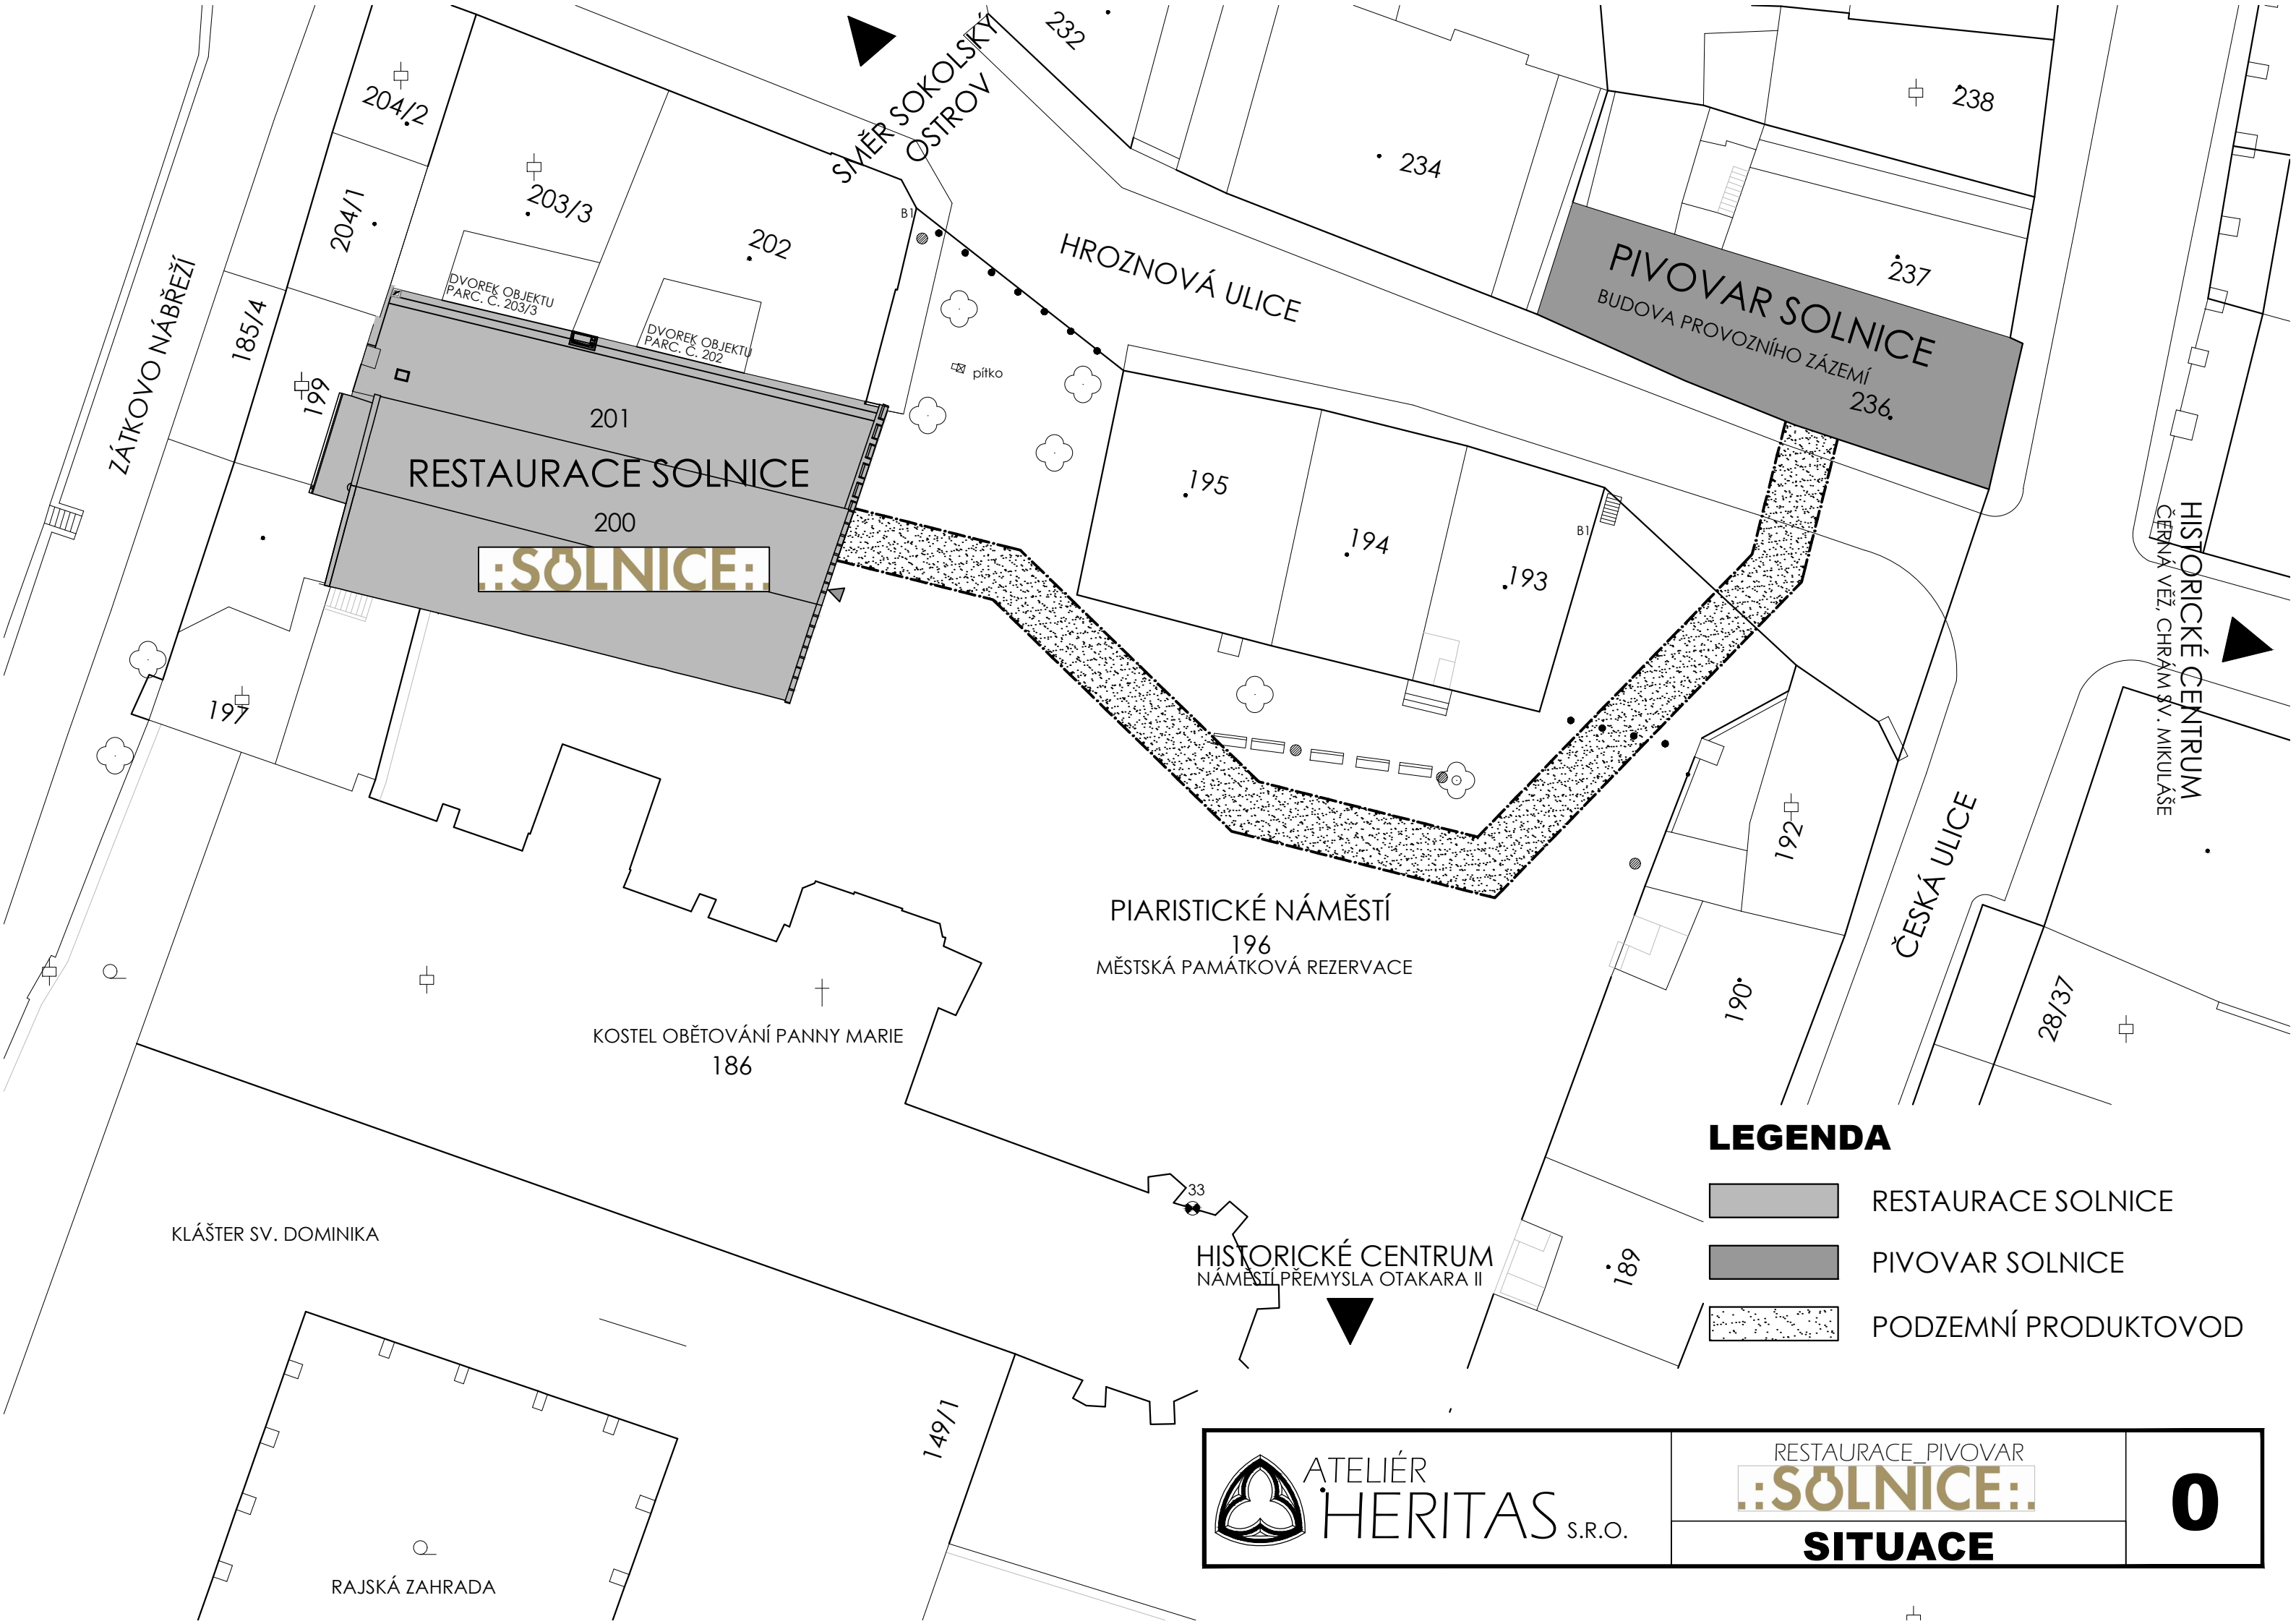 232
SMĚR SOKOLSKÝ
OSTROV
204/2
238
234
203/3
204/1
202
B1
HROZNOVÁ ULICE
PIVOVAR SOLNICE
BUDOVA PROVOZNÍHO ZÁZEMÍ
237
236
DVOREK OBJEKTU
PARC. Č. 203/3
DVOREK OBJEKTU
PARC. Č. 202
ZÁTKOVO NÁBŘEŽÍ
185/4
199
pítko
201
RESTAURACE SOLNICE
200
.:SOLNICE:.
195
194
193
B1
HISTORICKÉ CENTRUM
ČERNÁ VĚŽ, CHRÁM SV. MIKULÁŠE
197
192
ČESKÁ ULICE
PIARISTICKÉ NÁMĚSTÍ
196
MĚSTSKÁ PAMÁTKOVÁ REZERVACE
190
28/37
KOSTEL OBĚTOVÁNÍ PANNY MARIE
186
33
KLÁŠTER SV. DOMINIKA
HISTORICKÉ CENTRUM
NÁMĚSTÍ PŘEMYSLA OTAKARA II
189
LEGENDA
RESTAURACE SOLNICE
PIVOVAR SOLNICE
PODZEMNÍ PRODUKTOVOD
149/1
RAJSKÁ ZAHRADA
ATELIÉR
HERITAS S.R.O.
RESTAURACE_PIVOVAR
.:SOLNICE:.
SITUACE
0